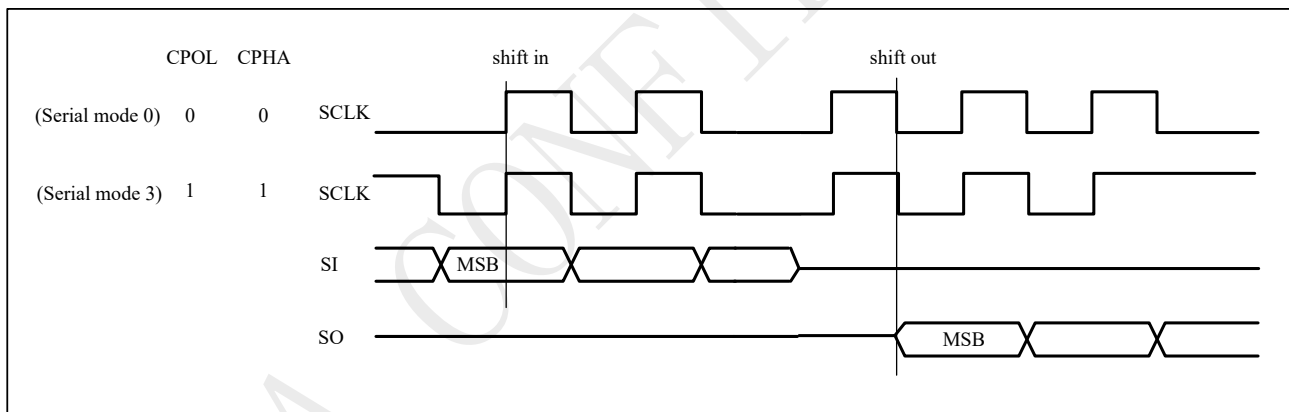 CPOL CPHA shift in shift out
(Serial mode 0) 0 0 SCLK
(Serial mode 3) 1 1 SCLK
SI MSB
SO MSB